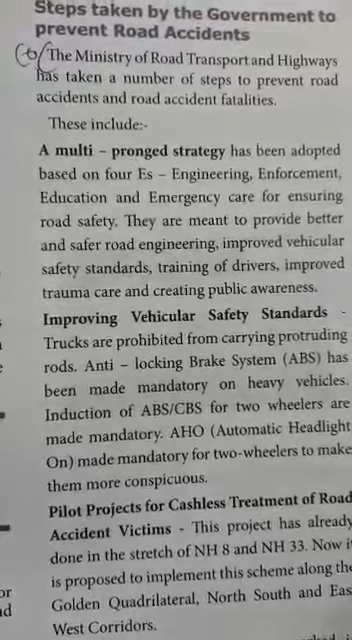 Steps taken by the Government to
prevent Road Accidents
The Ministry of Road Transport and Highways
has taken a number of steps to prevent road
accidents and road accident fatalities.
These include:-
A multi – pronged strategy has been adopted
based on four Es – Engineering, Enforcement,
Education and Emergency care for ensuring
road safety. They are meant to provide better
and safer road engineering, improved vehicular
safety standards, training of drivers, improved
trauma care and creating public awareness.
Improving Vehicular Safety Standards -
Trucks are prohibited from carrying protruding
rods. Anti – locking Brake System (ABS) has
been made mandatory on heavy vehicles.
Induction of ABS/CBS for two wheelers are
made mandatory. AHO (Automatic Headlight
On) made mandatory for two-wheelers to make
them more conspicuous.
Pilot Projects for Cashless Treatment of Road
Accident Victims - This project has already
done in the stretch of NH 8 and NH 33. Now i
is proposed to implement this scheme along the
Golden Quadrilateral, North South and Eas
West Corridors.